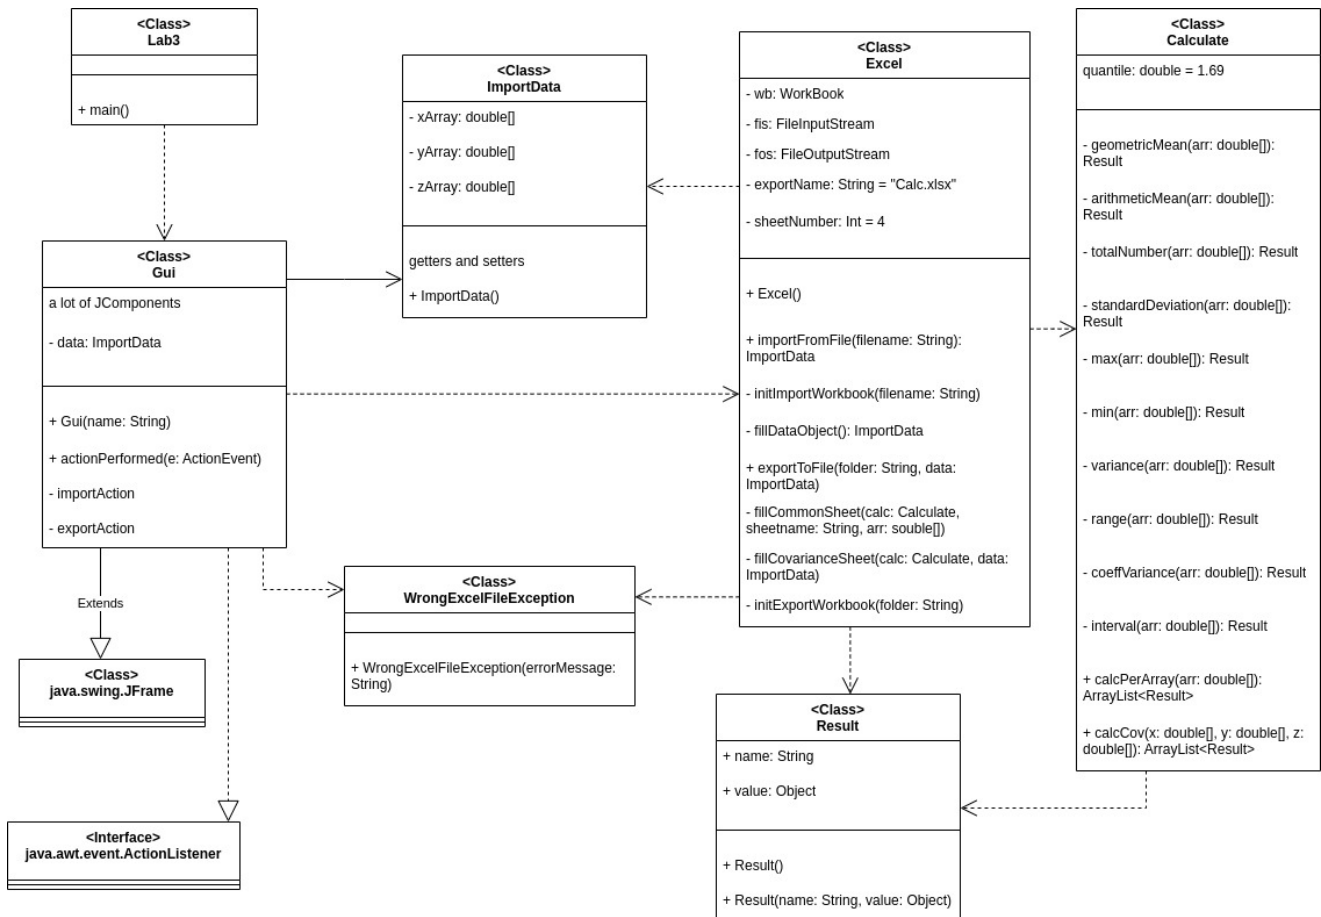 <Class>
Lab3
+ main()
<Class>
ImportData
- xArray: double[]
- yArray: double[]
- zArray: double[]
getters and setters
+ ImportData()
<Class>
Excel
- wb: WorkBook
- fis: FileInputStream
- fos: FileOutputStream
- exportName: String = "Calc.xlsx"
- sheetNumber: Int = 4
+ Excel()
+ importFromFile(filename: String):
ImportData
- initImportWorkbook(filename: String)
- fillDataObject(): ImportData
+ exportToFile(folder: String, data:
ImportData)
- fillCommonSheet(calc: Calculate,
sheetname: String, arr: souble[])
- fillCovarianceSheet(calc: Calculate, data:
ImportData)
- initExportWorkbook(folder: String)
<Class>
Calculate
quantile: double = 1.69
- geometricMean(arr: double[]):
Result
- arithmeticMean(arr: double[]):
Result
- totalNumber(arr: double[]): Result
- standardDeviation(arr: double[]):
Result
- max(arr: double[]): Result
- min(arr: double[]): Result
- variance(arr: double[]): Result
- range(arr: double[]): Result
- coeffVariance(arr: double[]): Result
- interval(arr: double[]): Result
+ calcPerArray(arr: double[]):
ArrayList<Result>
+ calcCov(x: double[], y: double[], z:
double[]): ArrayList<Result>
<Class>
Gui
a lot of JComponents
- data: ImportData
+ Gui(name: String)
+ actionPerformed(e: ActionEvent)
- importAction
- exportAction
Extends
<Class>
java.swing.JFrame
<Interface>
java.awt.event.ActionListener
<Class>
WrongExcelFileException
+ WrongExcelFileException(errorMessage:
String)
<Class>
Result
+ name: String
+ value: Object
+ Result()
+ Result(name: String, value: Object)